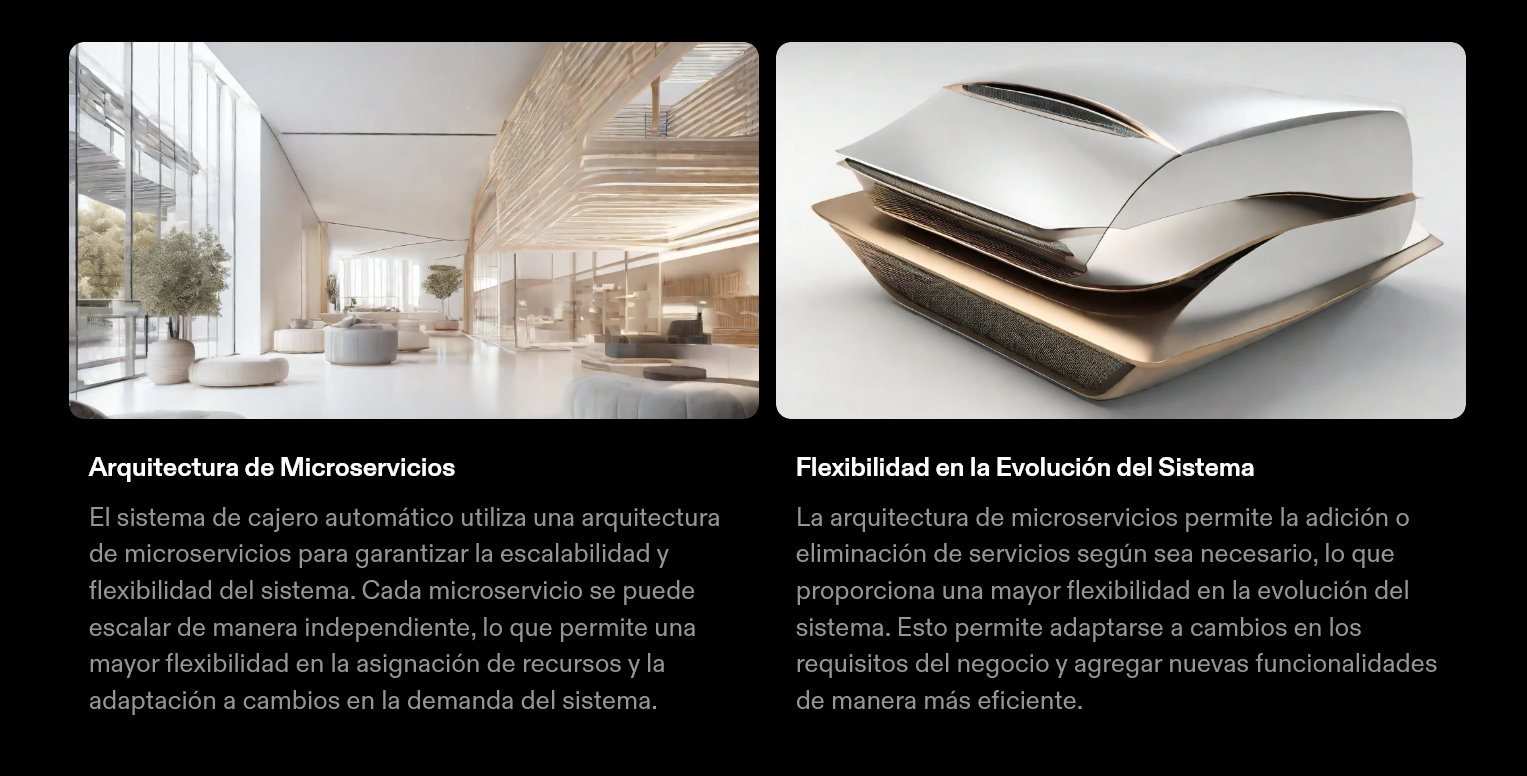 Arquitectura de Microservicios
El sistema de cajero automático utiliza una arquitectura
de microservicios para garantizar la escalabilidad y
flexibilidad del sistema. Cada microservicio se puede
escalar de manera independiente, lo que permite una
mayor flexibilidad en la asignación de recursos y la
adaptación a cambios en la demanda del sistema.
Flexibilidad en la Evolución del Sistema
La arquitectura de microservicios permite la adición o
eliminación de servicios según sea necesario, lo que
proporciona una mayor flexibilidad en la evolución del
sistema. Esto permite adaptarse a cambios en los
requisitos del negocio y agregar nuevas funcionalidades
de manera más eficiente.